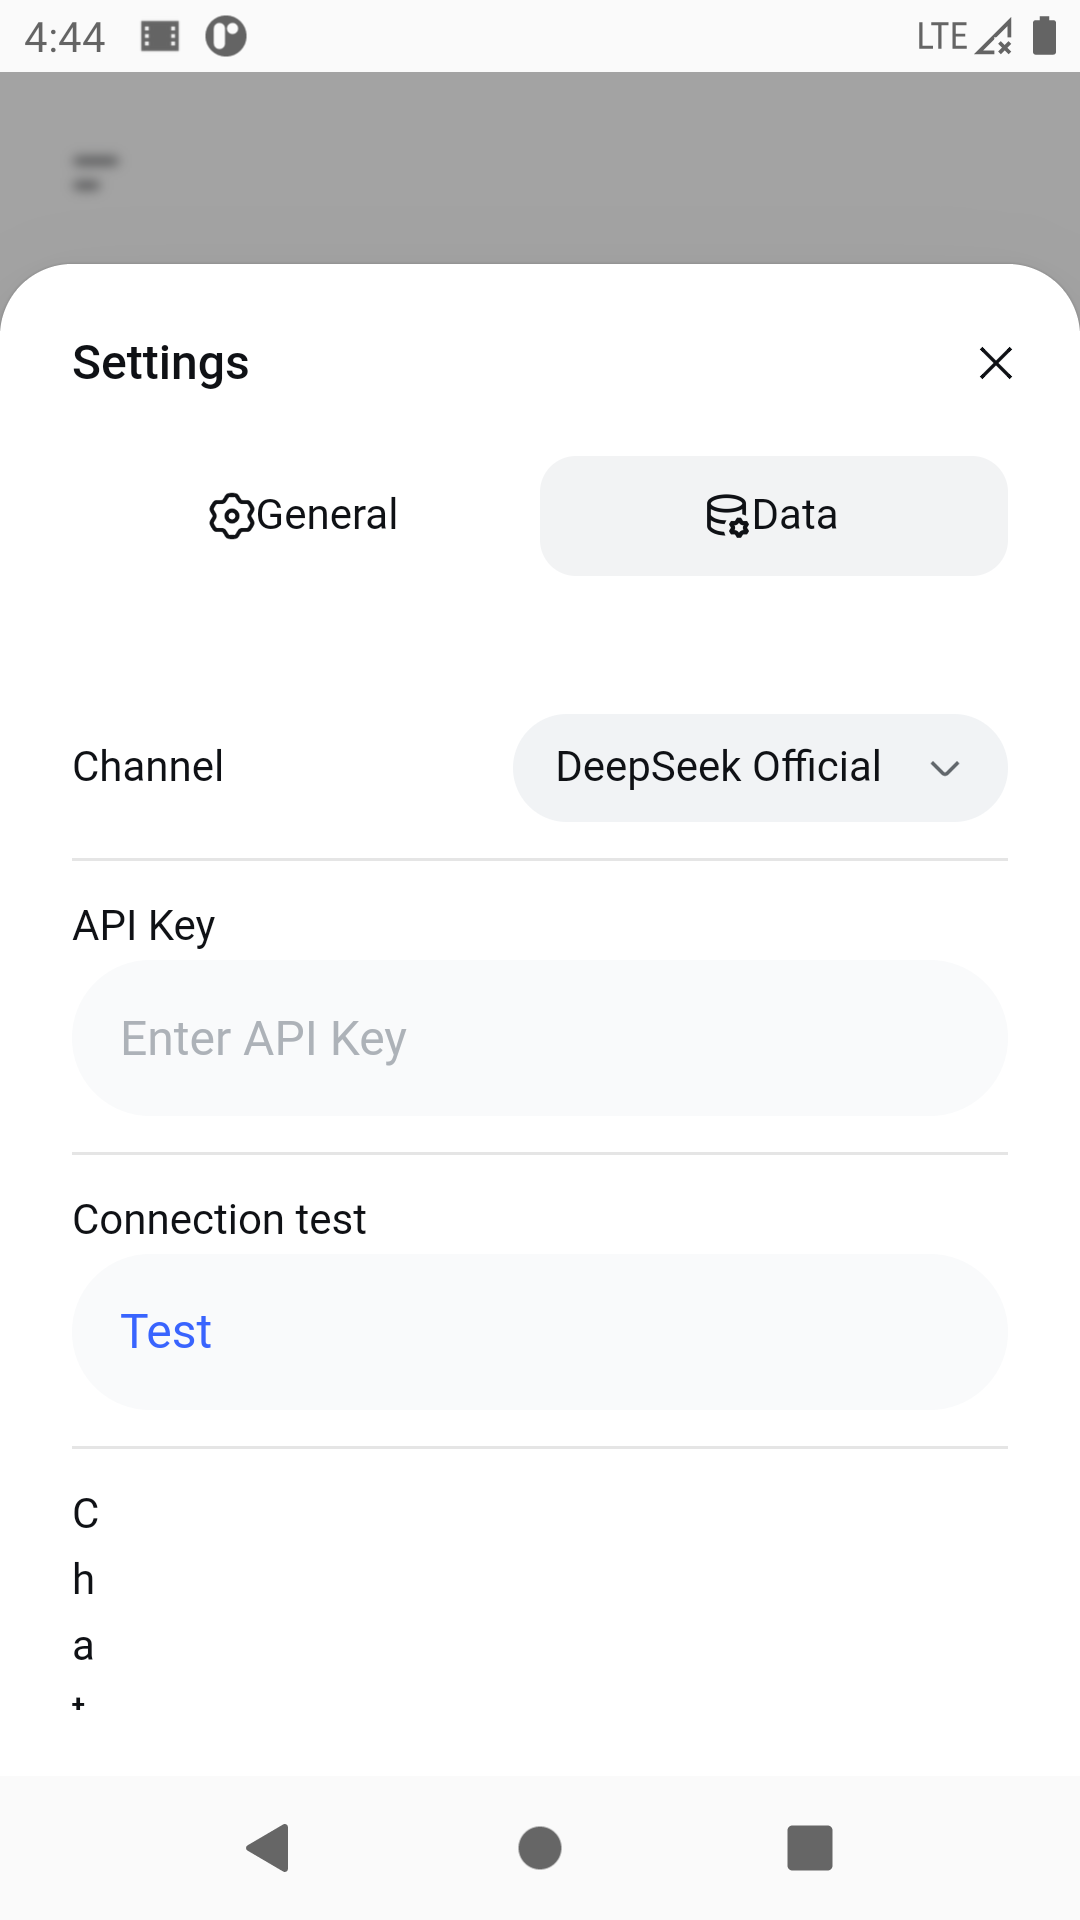 4:44
LTE
Settings
General
Data
Channel
DeepSeek Official
API Key
Enter API Key
Connection test
Test
C
h
a